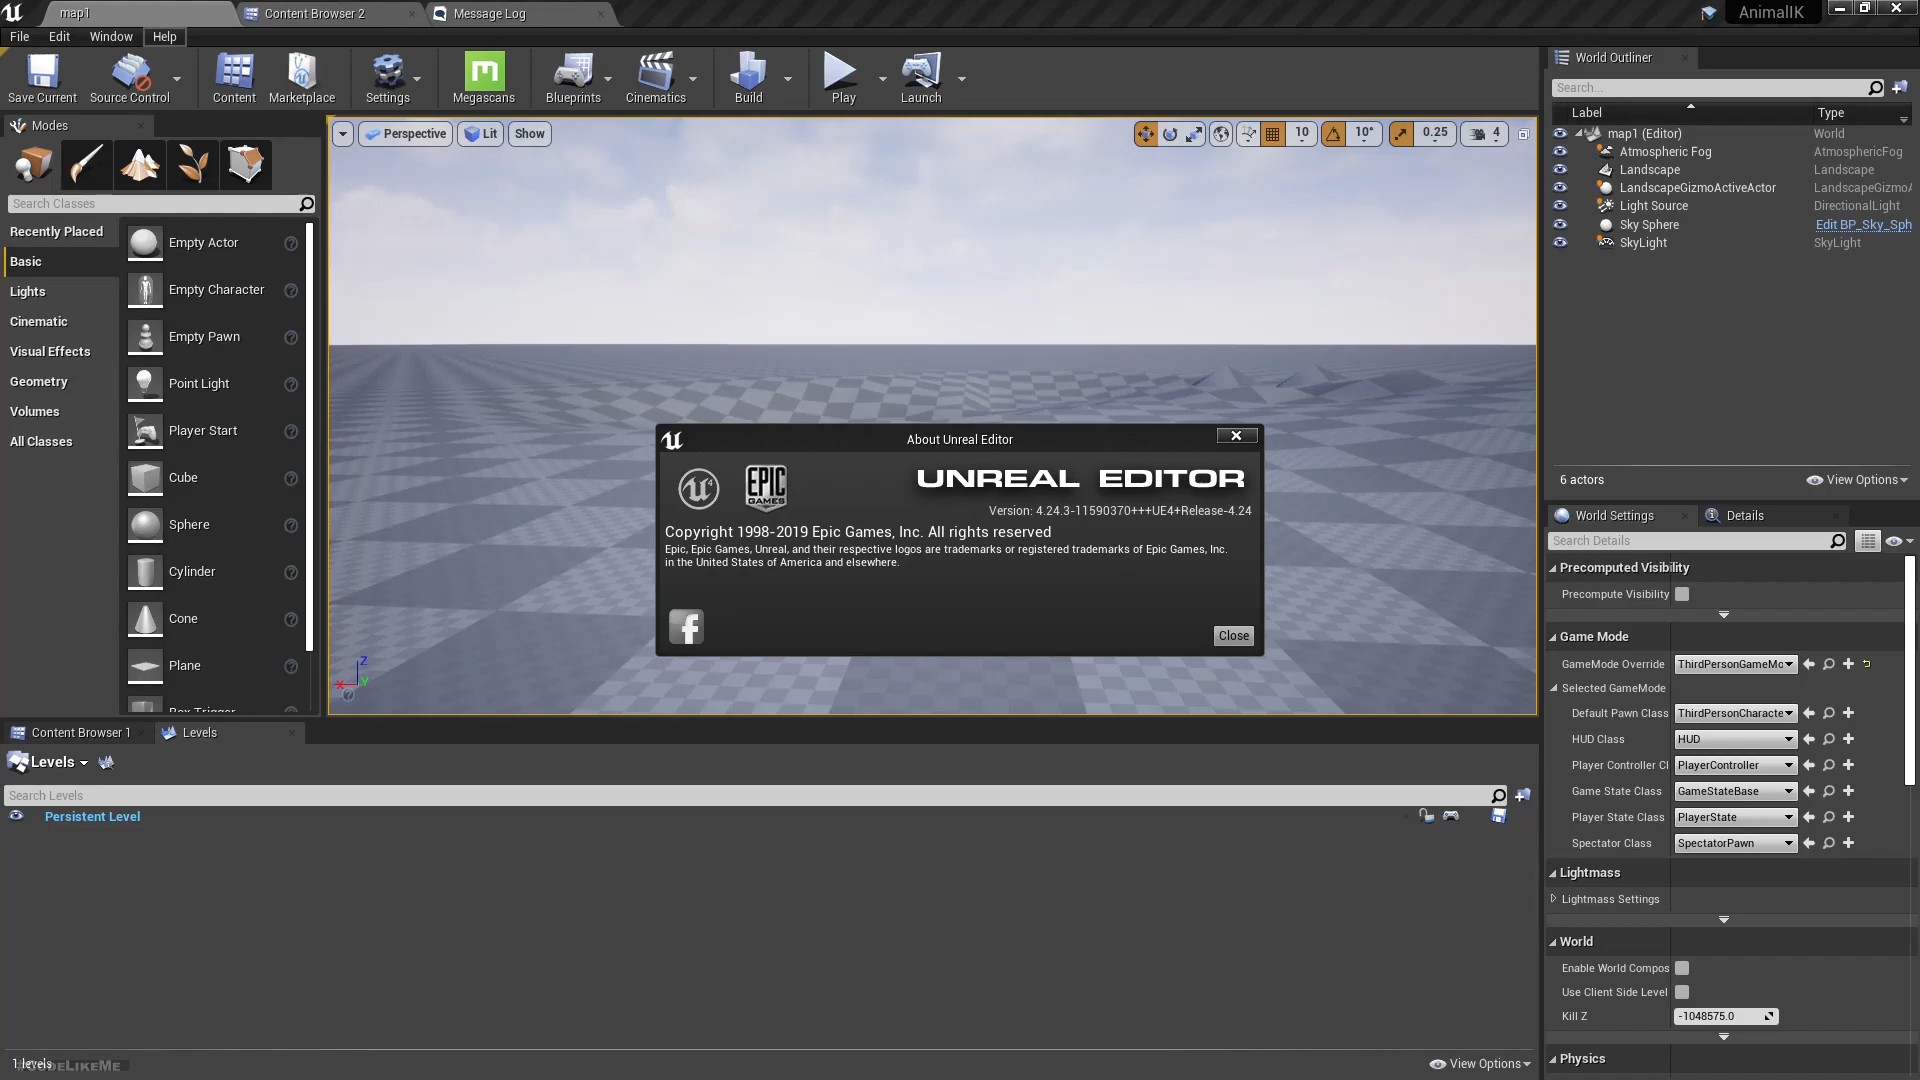 map1
Content Browser 2
Message Log
AnimalIK
File
Edit
Window
Help
Save Current
Source Control
Content
Marketplace
Settings
Megascans
Blueprints
Cinematics
Build
Play
Launch
Modes
Search Classes
Recently Placed
Basic
Lights
Cinematic
Visual Effects
Geometry
Volumes
All Classes
Empty Actor
Empty Character
Empty Pawn
Point Light
Player Start
Cube
Sphere
Cylinder
Cone
Plane
Box Trigger
Perspective
Lit
Show
10
10°
0.25
4
Z
X
Y
About Unreal Editor
EPIC
GAMES
UNREAL EDITOR
Version: 4.24.3-11590370+++UE4+Release-4.24
Copyright 1998-2019 Epic Games, Inc. All rights reserved
Epic, Epic Games, Unreal, and their respective logos are trademarks or registered trademarks of Epic Games, Inc.
in the United States of America and elsewhere.
Close
World Outliner
Search...
Label
Type
map1 (Editor)
World
Atmospheric Fog
AtmosphericFog
Landscape
Landscape
LandscapeGizmoActiveActor
LandscapeGizmoA
Light Source
DirectionalLight
Sky Sphere
Edit BP_Sky_Sph
SkyLight
SkyLight
6 actors
View Options
World Settings
Details
Search Details
Precomputed Visibility
Precompute Visibility
Game Mode
GameMode Override
ThirdPersonGameMo
Selected GameMode
Default Pawn Class
ThirdPersonCharacte
HUD Class
HUD
Player Controller Cl
PlayerController
Game State Class
GameStateBase
Player State Class
PlayerState
Spectator Class
SpectatorPawn
Lightmass
Lightmass Settings
World
Enable World Compos
Use Client Side Level
Kill Z
-1048575.0
Physics
Content Browser 1
Levels
Levels
Search Levels
Persistent Level
1 levels
#CODELIKEME
View Options